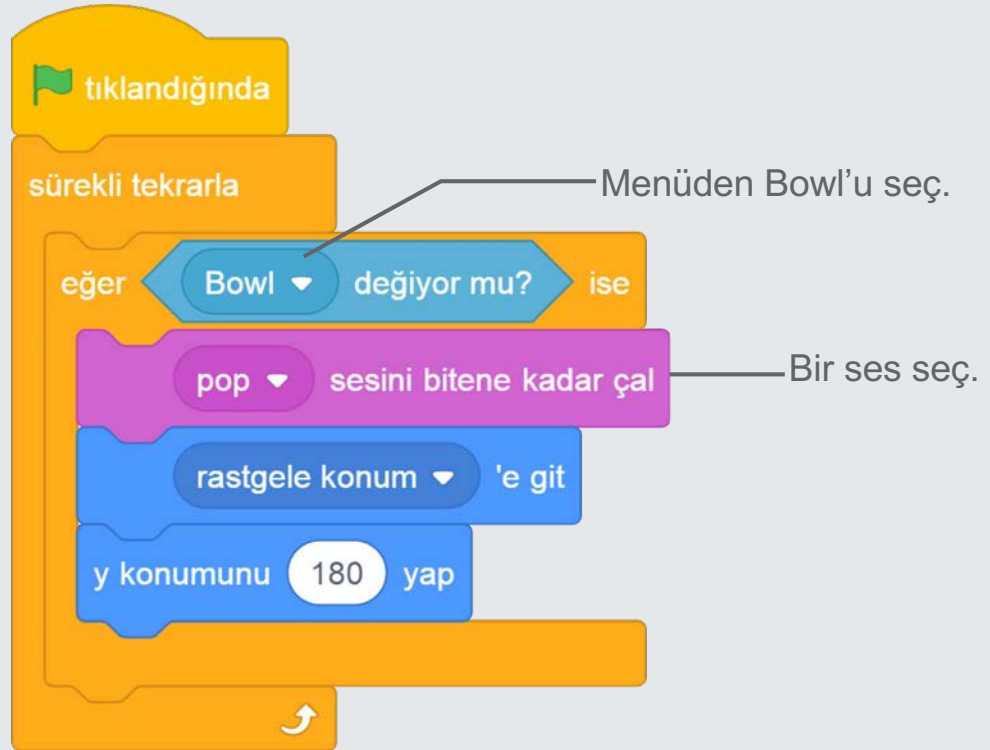 tıklandığında
sürekli tekrarla
Menüden Bowl’u seç.
eğer Bowl değiyor mu? ise
pop sesini bitene kadar çal
Bir ses seç.
rastgele konum 'e git
y konumunu 180 yap